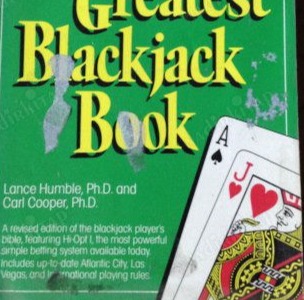 Greatest
Blackjack
Book
Lance Humble, Ph.D. and
Carl Cooper, Ph.D.
A revised edition of the blackjack player's
bible, featuring Hi-Opt I, the most powerful
simple betting system available today.
Includes up-to-date Atlantic City, Las
Vegas, and International playing rules.
A
J